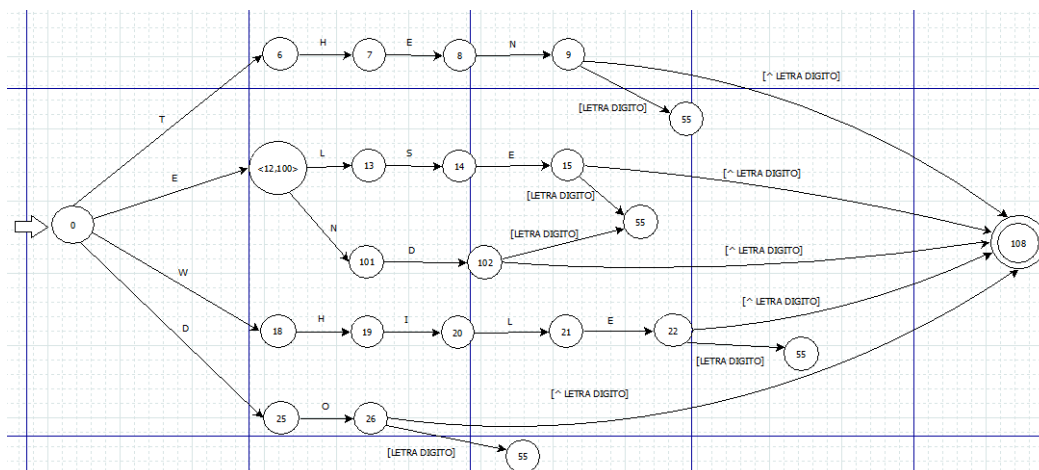 6 H 7 E 8 N 9
[^ LETRA DIGITO]
[LETRA DIGITO]
55
T
<12,100> L 13 S 14 E 15
[^ LETRA DIGITO]
E
[LETRA DIGITO]
55
0
N
[LETRA DIGITO]
101 D 102
[^ LETRA DIGITO]
108
W
[^ LETRA DIGITO]
18 H 19 I 20 L 21 E 22
D
[LETRA DIGITO]
55
[^ LETRA DIGITO]
25 O 26
[LETRA DIGITO]
55